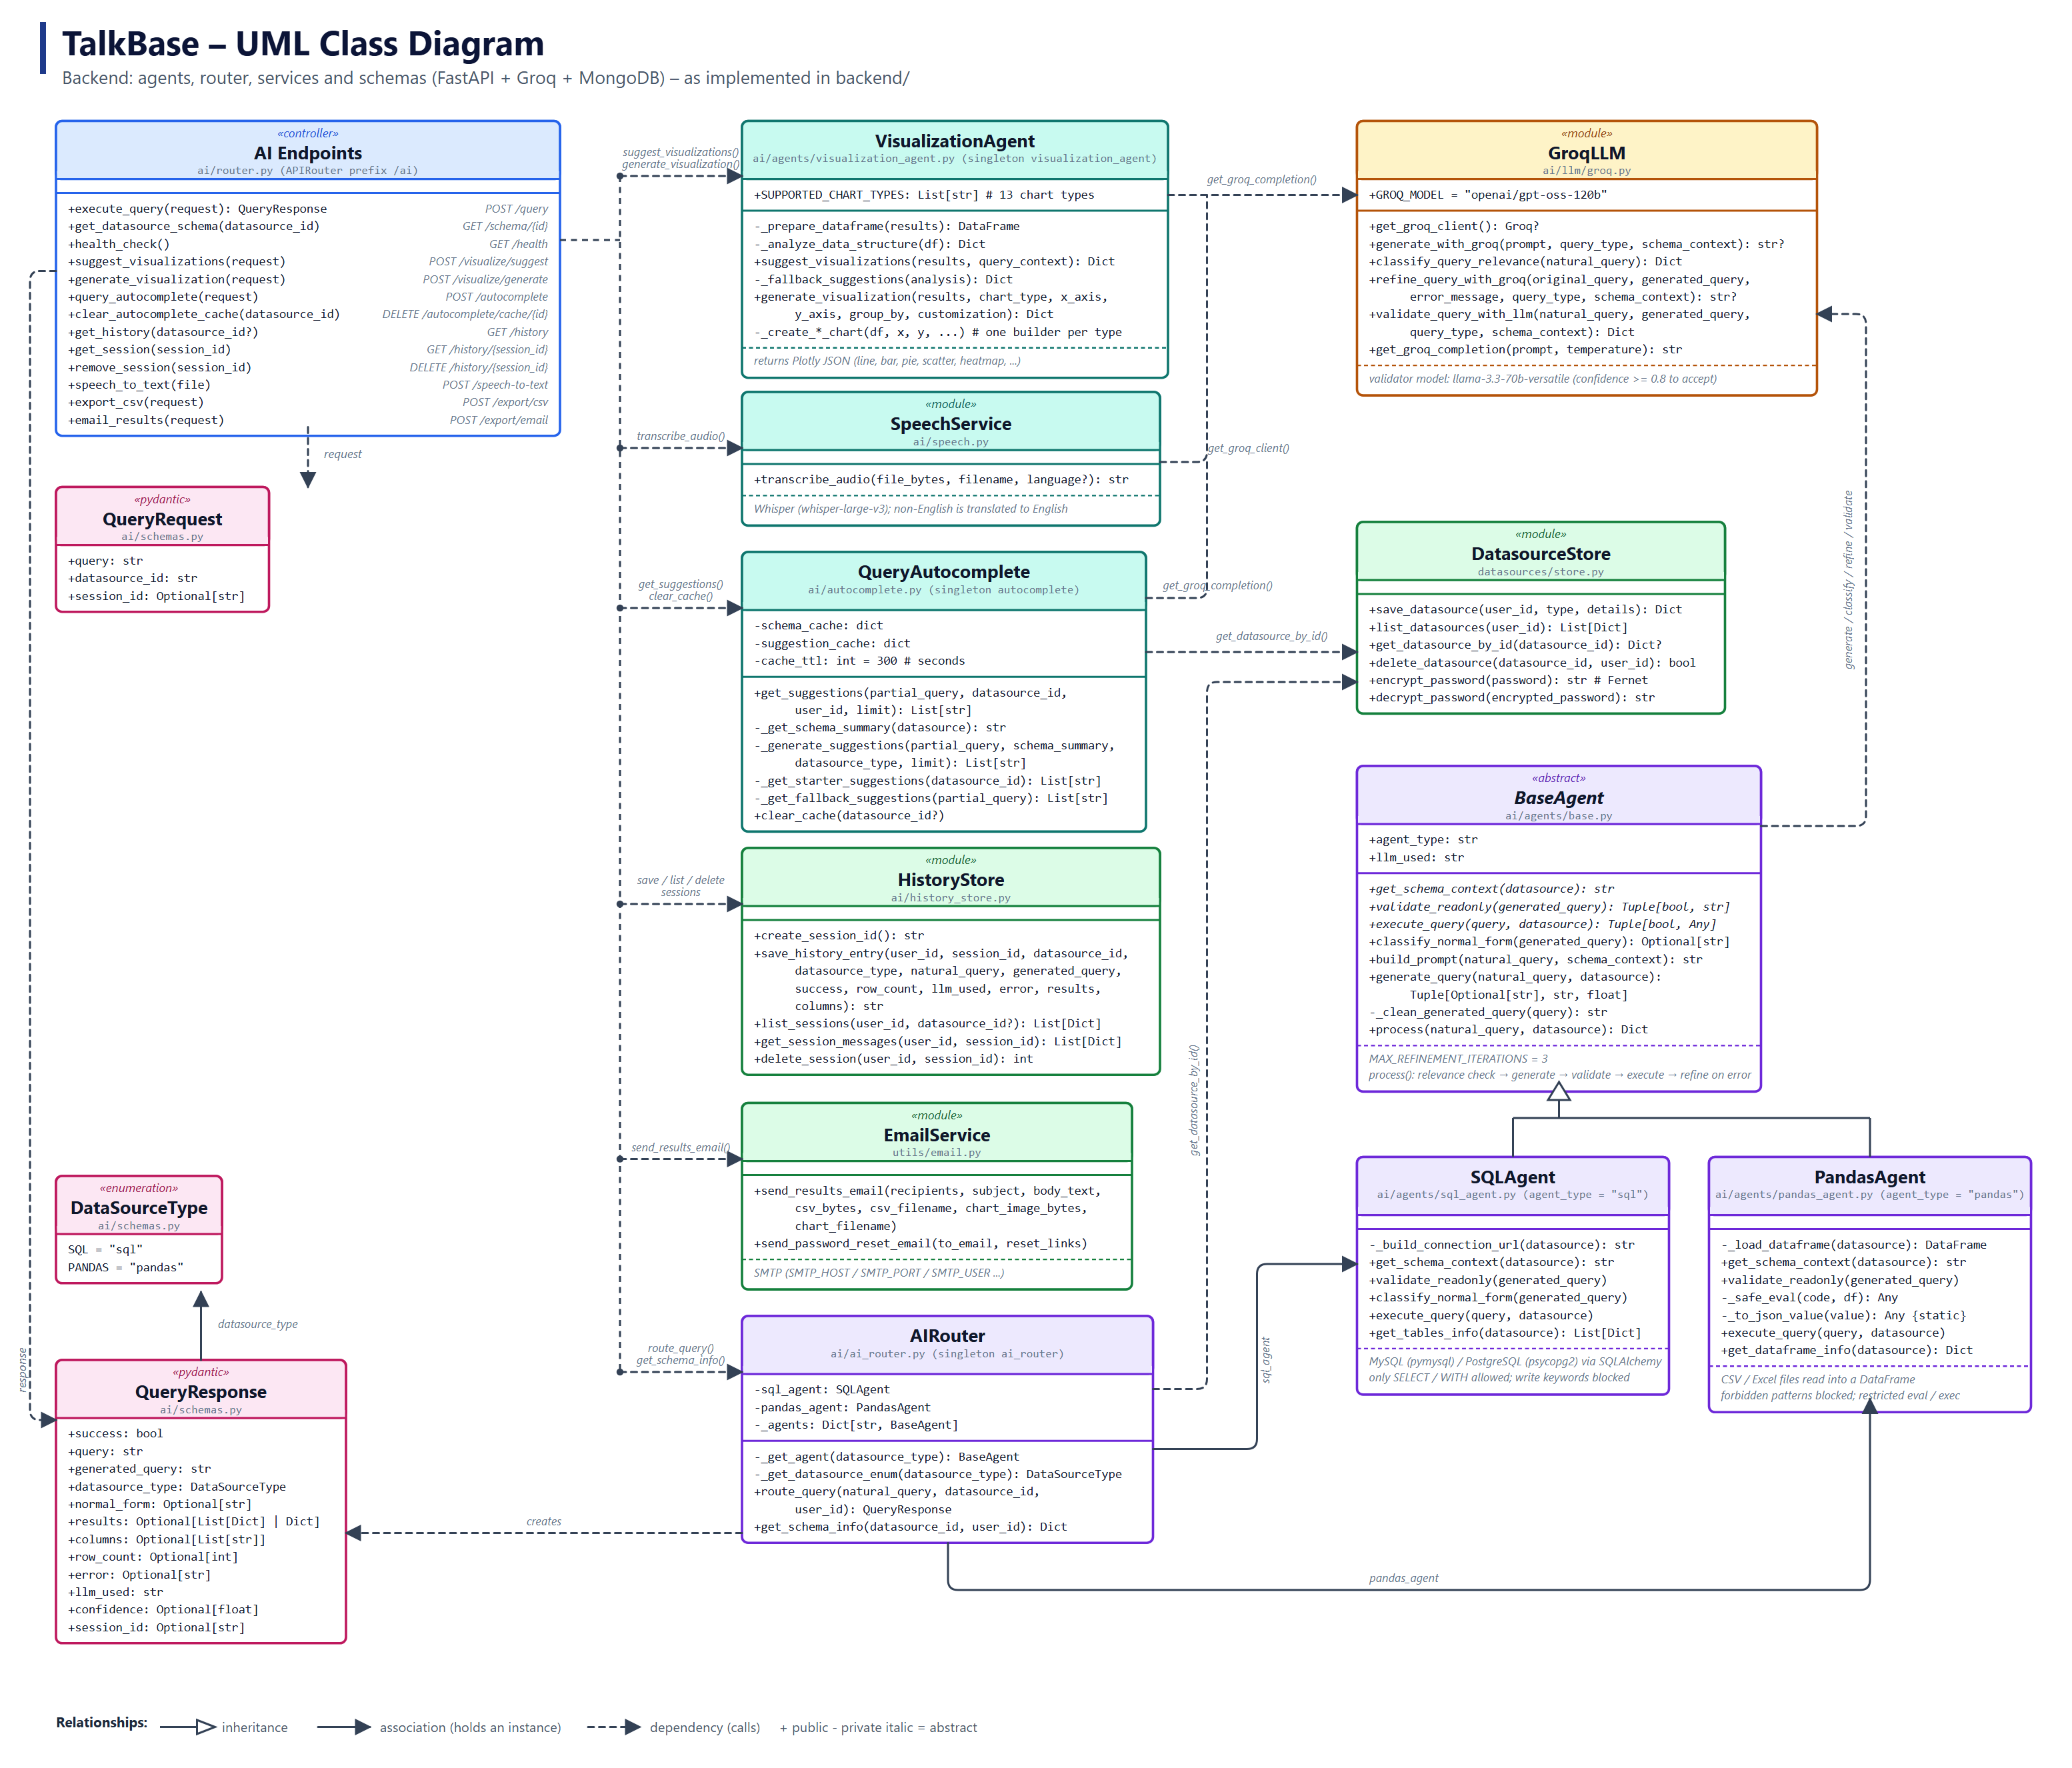 TalkBase – UML Class Diagram
Backend: agents, router, services and schemas (FastAPI + Groq + MongoDB) – as implemented in backend/
«controller»
AI Endpoints
ai/router.py (APIRouter prefix /ai)
+execute_query(request): QueryResponse POST /query
+get_datasource_schema(datasource_id) GET /schema/{id}
+health_check() GET /health
+suggest_visualizations(request) POST /visualize/suggest
+generate_visualization(request) POST /visualize/generate
+query_autocomplete(request) POST /autocomplete
+clear_autocomplete_cache(datasource_id) DELETE /autocomplete/cache/{id}
+get_history(datasource_id?) GET /history
+get_session(session_id) GET /history/{session_id}
+remove_session(session_id) DELETE /history/{session_id}
+speech_to_text(file) POST /speech-to-text
+export_csv(request) POST /export/csv
+email_results(request) POST /export/email
request
«pydantic»
QueryRequest
ai/schemas.py
+query: str
+datasource_id: str
+session_id: Optional[str]
«enumeration»
DataSourceType
ai/schemas.py
SQL = "sql"
PANDAS = "pandas"
datasource_type
response
«pydantic»
QueryResponse
ai/schemas.py
+success: bool
+query: str
+generated_query: str
+datasource_type: DataSourceType
+normal_form: Optional[str]
+results: Optional[List[Dict] | Dict]
+columns: Optional[List[str]]
+row_count: Optional[int]
+error: Optional[str]
+llm_used: str
+confidence: Optional[float]
+session_id: Optional[str]
suggest_visualizations()
generate_visualization()
transcribe_audio()
get_suggestions()
clear_cache()
save / list / delete
sessions
send_results_email()
route_query()
get_schema_info()
creates
VisualizationAgent
ai/agents/visualization_agent.py (singleton visualization_agent)
+SUPPORTED_CHART_TYPES: List[str] # 13 chart types
-_prepare_dataframe(results): DataFrame
-_analyze_data_structure(df): Dict
+suggest_visualizations(results, query_context): Dict
-_fallback_suggestions(analysis): Dict
+generate_visualization(results, chart_type, x_axis,
y_axis, group_by, customization): Dict
-_create_*_chart(df, x, y, ...) # one builder per type
returns Plotly JSON (line, bar, pie, scatter, heatmap, ...)
«module»
SpeechService
ai/speech.py
+transcribe_audio(file_bytes, filename, language?): str
Whisper (whisper-large-v3); non-English is translated to English
QueryAutocomplete
ai/autocomplete.py (singleton autocomplete)
-schema_cache: dict
-suggestion_cache: dict
-cache_ttl: int = 300 # seconds
+get_suggestions(partial_query, datasource_id,
user_id, limit): List[str]
-_get_schema_summary(datasource): str
-_generate_suggestions(partial_query, schema_summary,
datasource_type, limit): List[str]
-_get_starter_suggestions(datasource_id): List[str]
-_get_fallback_suggestions(partial_query): List[str]
+clear_cache(datasource_id?)
«module»
HistoryStore
ai/history_store.py
+create_session_id(): str
+save_history_entry(user_id, session_id, datasource_id,
datasource_type, natural_query, generated_query,
success, row_count, llm_used, error, results,
columns): str
+list_sessions(user_id, datasource_id?): List[Dict]
+get_session_messages(user_id, session_id): List[Dict]
+delete_session(user_id, session_id): int
«module»
EmailService
utils/email.py
+send_results_email(recipients, subject, body_text,
csv_bytes, csv_filename, chart_image_bytes,
chart_filename)
+send_password_reset_email(to_email, reset_links)
SMTP (SMTP_HOST / SMTP_PORT / SMTP_USER ...)
AIRouter
ai/ai_router.py (singleton ai_router)
-sql_agent: SQLAgent
-pandas_agent: PandasAgent
-_agents: Dict[str, BaseAgent]
-_get_agent(datasource_type): BaseAgent
-_get_datasource_enum(datasource_type): DataSourceType
+route_query(natural_query, datasource_id,
user_id): QueryResponse
+get_schema_info(datasource_id, user_id): Dict
get_groq_completion()
get_groq_client()
get_groq_completion()
get_datasource_by_id()
get_datasource_by_id()
sql_agent
pandas_agent
«module»
GroqLLM
ai/llm/groq.py
+GROQ_MODEL = "openai/gpt-oss-120b"
+get_groq_client(): Groq?
+generate_with_groq(prompt, query_type, schema_context): str?
+classify_query_relevance(natural_query): Dict
+refine_query_with_groq(original_query, generated_query,
error_message, query_type, schema_context): str?
+validate_query_with_llm(natural_query, generated_query,
query_type, schema_context): Dict
+get_groq_completion(prompt, temperature): str
validator model: llama-3.3-70b-versatile (confidence >= 0.8 to accept)
«module»
DatasourceStore
datasources/store.py
+save_datasource(user_id, type, details): Dict
+list_datasources(user_id): List[Dict]
+get_datasource_by_id(datasource_id): Dict?
+delete_datasource(datasource_id, user_id): bool
+encrypt_password(password): str # Fernet
+decrypt_password(encrypted_password): str
generate / classify / refine / validate
«abstract»
BaseAgent
ai/agents/base.py
+agent_type: str
+llm_used: str
+get_schema_context(datasource): str
+validate_readonly(generated_query): Tuple[bool, str]
+execute_query(query, datasource): Tuple[bool, Any]
+classify_normal_form(generated_query): Optional[str]
+build_prompt(natural_query, schema_context): str
+generate_query(natural_query, datasource):
Tuple[Optional[str], str, float]
-_clean_generated_query(query): str
+process(natural_query, datasource): Dict
MAX_REFINEMENT_ITERATIONS = 3
process(): relevance check → generate → validate → execute → refine on error
SQLAgent
ai/agents/sql_agent.py (agent_type = "sql")
-_build_connection_url(datasource): str
+get_schema_context(datasource): str
+validate_readonly(generated_query)
+classify_normal_form(generated_query)
+execute_query(query, datasource)
+get_tables_info(datasource): List[Dict]
MySQL (pymysql) / PostgreSQL (psycopg2) via SQLAlchemy
only SELECT / WITH allowed; write keywords blocked
PandasAgent
ai/agents/pandas_agent.py (agent_type = "pandas")
-_load_dataframe(datasource): DataFrame
+get_schema_context(datasource): str
+validate_readonly(generated_query)
-_safe_eval(code, df): Any
-_to_json_value(value): Any {static}
+execute_query(query, datasource)
+get_dataframe_info(datasource): Dict
CSV / Excel files read into a DataFrame
forbidden patterns blocked; restricted eval / exec
Relationships: inheritance association (holds an instance) dependency (calls) + public - private italic = abstract